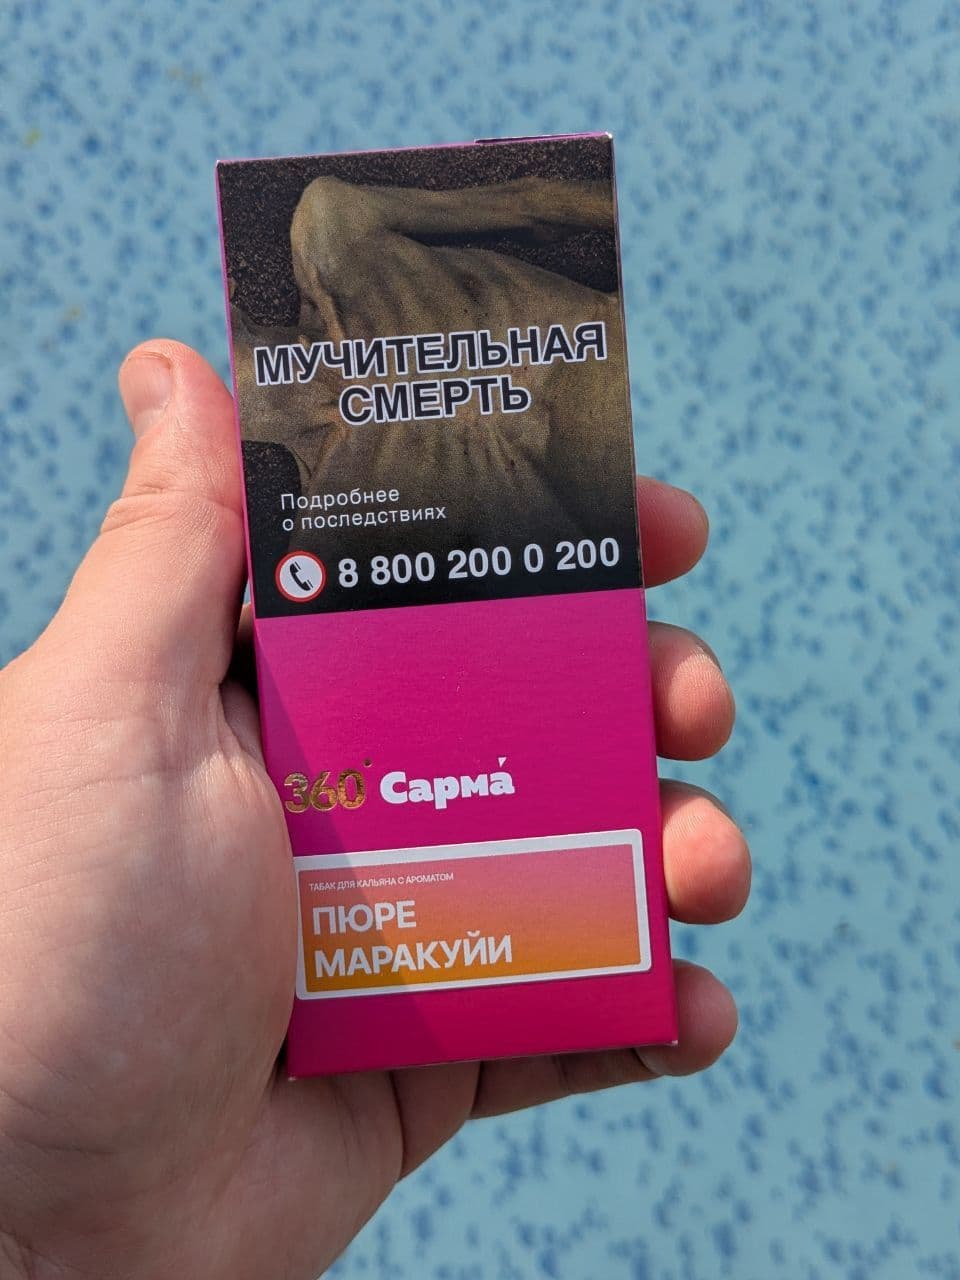 МУЧИТЕЛЬНАЯ
СМЕРТЬ
Подробнее
о последствиях
8 800 200 0 200
360° Сарма́
ТАБАК ДЛЯ КАЛЬЯНА С АРОМАТОМ
ПЮРЕ
МАРАКУЙИ